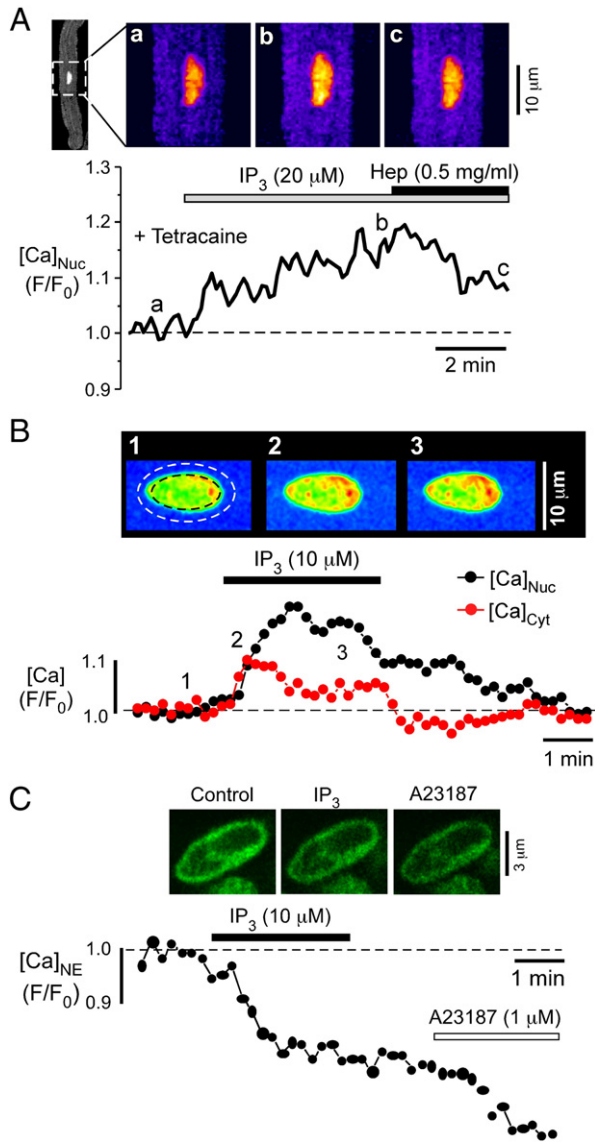 A
a b c
10 μm
IP3 (20 μM)
Hep (0.5 mg/ml)
1.3
1.2
1.1
1.0
0.9
[Ca]Nuc
(F/F0)
+ Tetracaine
a
b
c
2 min
B
1 2 3
10 μm
IP3 (10 μM)
[Ca]Nuc
[Ca]Cyt
[Ca]
(F/F0)
1.1
1.0
1
2
3
1 min
C
Control IP3 A23187
3 μm
IP3 (10 μM)
[Ca]NE
(F/F0)
1.0
0.9
1 min
A23187 (1 μM)